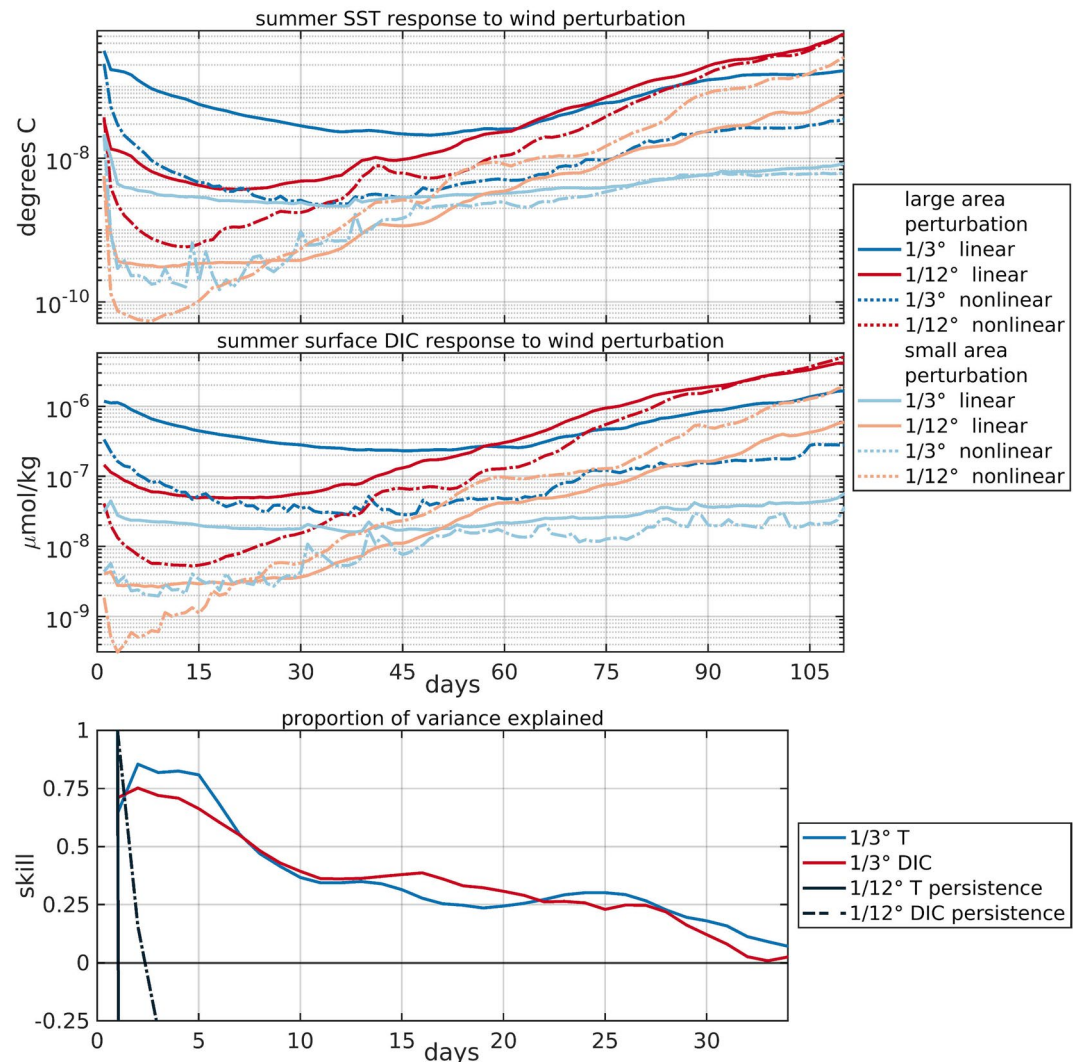 summer SST response to wind perturbation
degrees C
10^-8
10^-10
large area
perturbation
1/3° linear
1/12° linear
1/3° nonlinear
1/12° nonlinear
small area
perturbation
1/3° linear
1/12° linear
1/3° nonlinear
1/12° nonlinear
summer surface DIC response to wind perturbation
μmol/kg
10^-6
10^-7
10^-8
10^-9
0 15 30 45 60 75 90 105
days
proportion of variance explained
skill
1
0.75
0.5
0.25
0
-0.25
0 5 10 15 20 25 30
days
1/3° T
1/3° DIC
1/12° T persistence
1/12° DIC persistence